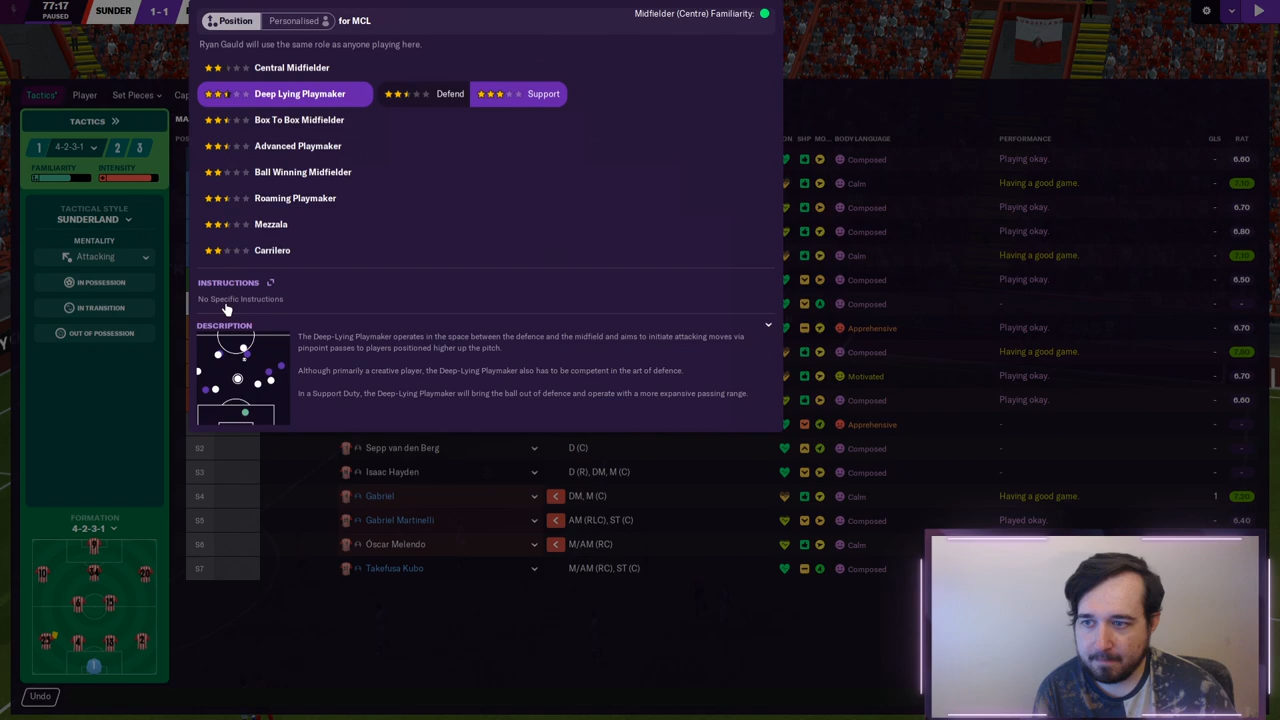 77:17
PAUSED
SUNDER
1-1
Position
Personalised
for MCL
Midfielder (Centre) Familiarity:
Ryan Gauld will use the same role as anyone playing here.
Central Midfielder
Deep Lying Playmaker
Defend
Support
Box To Box Midfielder
Advanced Playmaker
Ball Winning Midfielder
Roaming Playmaker
Mezzala
Carrilero
INSTRUCTIONS
No Specific Instructions
DESCRIPTION
The Deep-Lying Playmaker operates in the space between the defence and the midfield and aims to initiate attacking moves via
pinpoint passes to players positioned higher up the pitch.
Although primarily a creative player, the Deep-Lying Playmaker also has to be competent in the art of defence.
In a Support Duty, the Deep-Lying Playmaker will bring the ball out of defence and operate with a more expansive passing range.
Tactics*
Player
Set Pieces
TACTICS
1
4-2-3-1
2
3
FAMILIARITY
INTENSITY
TACTICAL STYLE
SUNDERLAND
MENTALITY
Attacking
IN POSSESSION
IN TRANSITION
OUT OF POSSESSION
FORMATION
4-2-3-1
Undo
SHP
MO...
BODY LANGUAGE
PERFORMANCE
GLS
RAT
Composed
Playing okay.
-
6.60
Calm
Having a good game.
-
7.10
Composed
Playing okay.
-
6.70
Composed
Playing okay.
-
6.80
Calm
Having a good game.
-
7.10
Composed
Playing okay.
-
6.50
Composed
-
-
-
Apprehensive
Playing okay.
-
6.70
Composed
Having a good game.
-
Motivated
Playing okay.
-
6.70
Composed
Playing okay.
-
6.60
Apprehensive
-
-
-
S2
Sepp van den Berg
D (C)
Composed
-
-
-
S3
Isaac Hayden
D (R), DM, M (C)
Composed
-
-
-
S4
Gabriel
DM, M (C)
Calm
Having a good game.
1
7.20
S5
Gabriel Martinelli
AM (RLC), ST (C)
Composed
Played okay.
-
6.40
S6
Óscar Melendo
M/AM (RC)
Calm
S7
Takefusa Kubo
M/AM (RC), ST (C)
Composed